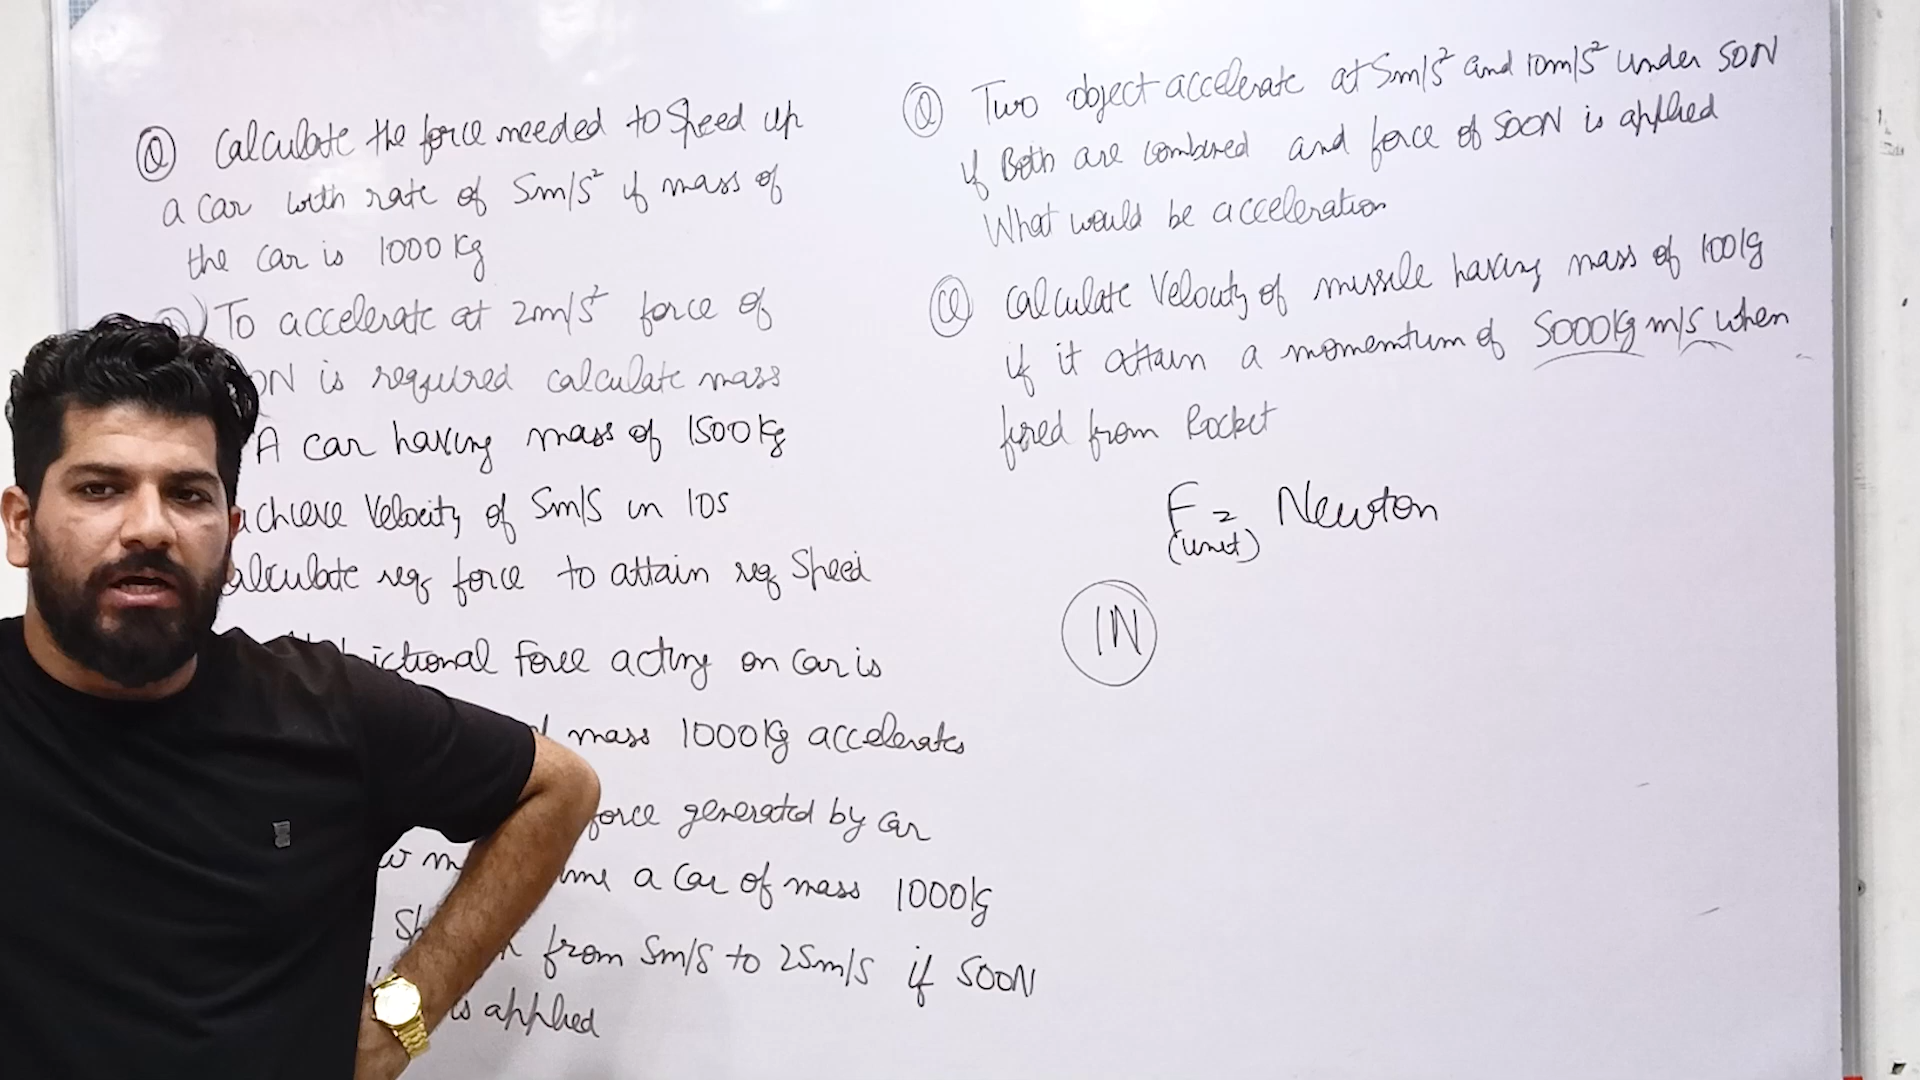 Q Calculate the force needed to Speed up
a car with rate of 5m/s² if mass of
the car is 1000 kg
To accelerate at 2m/s² force of
N is required calculate mass
A car having mass of 1500 kg
achieve Velocity of 5m/s in 10s
calculate req force to attain req Speed
Force acting on car is
mass 1000 kg accelerates
force generated by car
a car of mass 1000kg
from 5m/s to 25m/s if 500N
is applied
Q Two object accelerate at 5m/s² and 10m/s² under 50N
if Both are combined and force of 500N is applied
What would be acceleration
Q Calculate Velocity of missile having mass of 100kg
if it attain a momentum of 5000kg m/s when
fired from Rocket
F = Newton
(unit)
1N